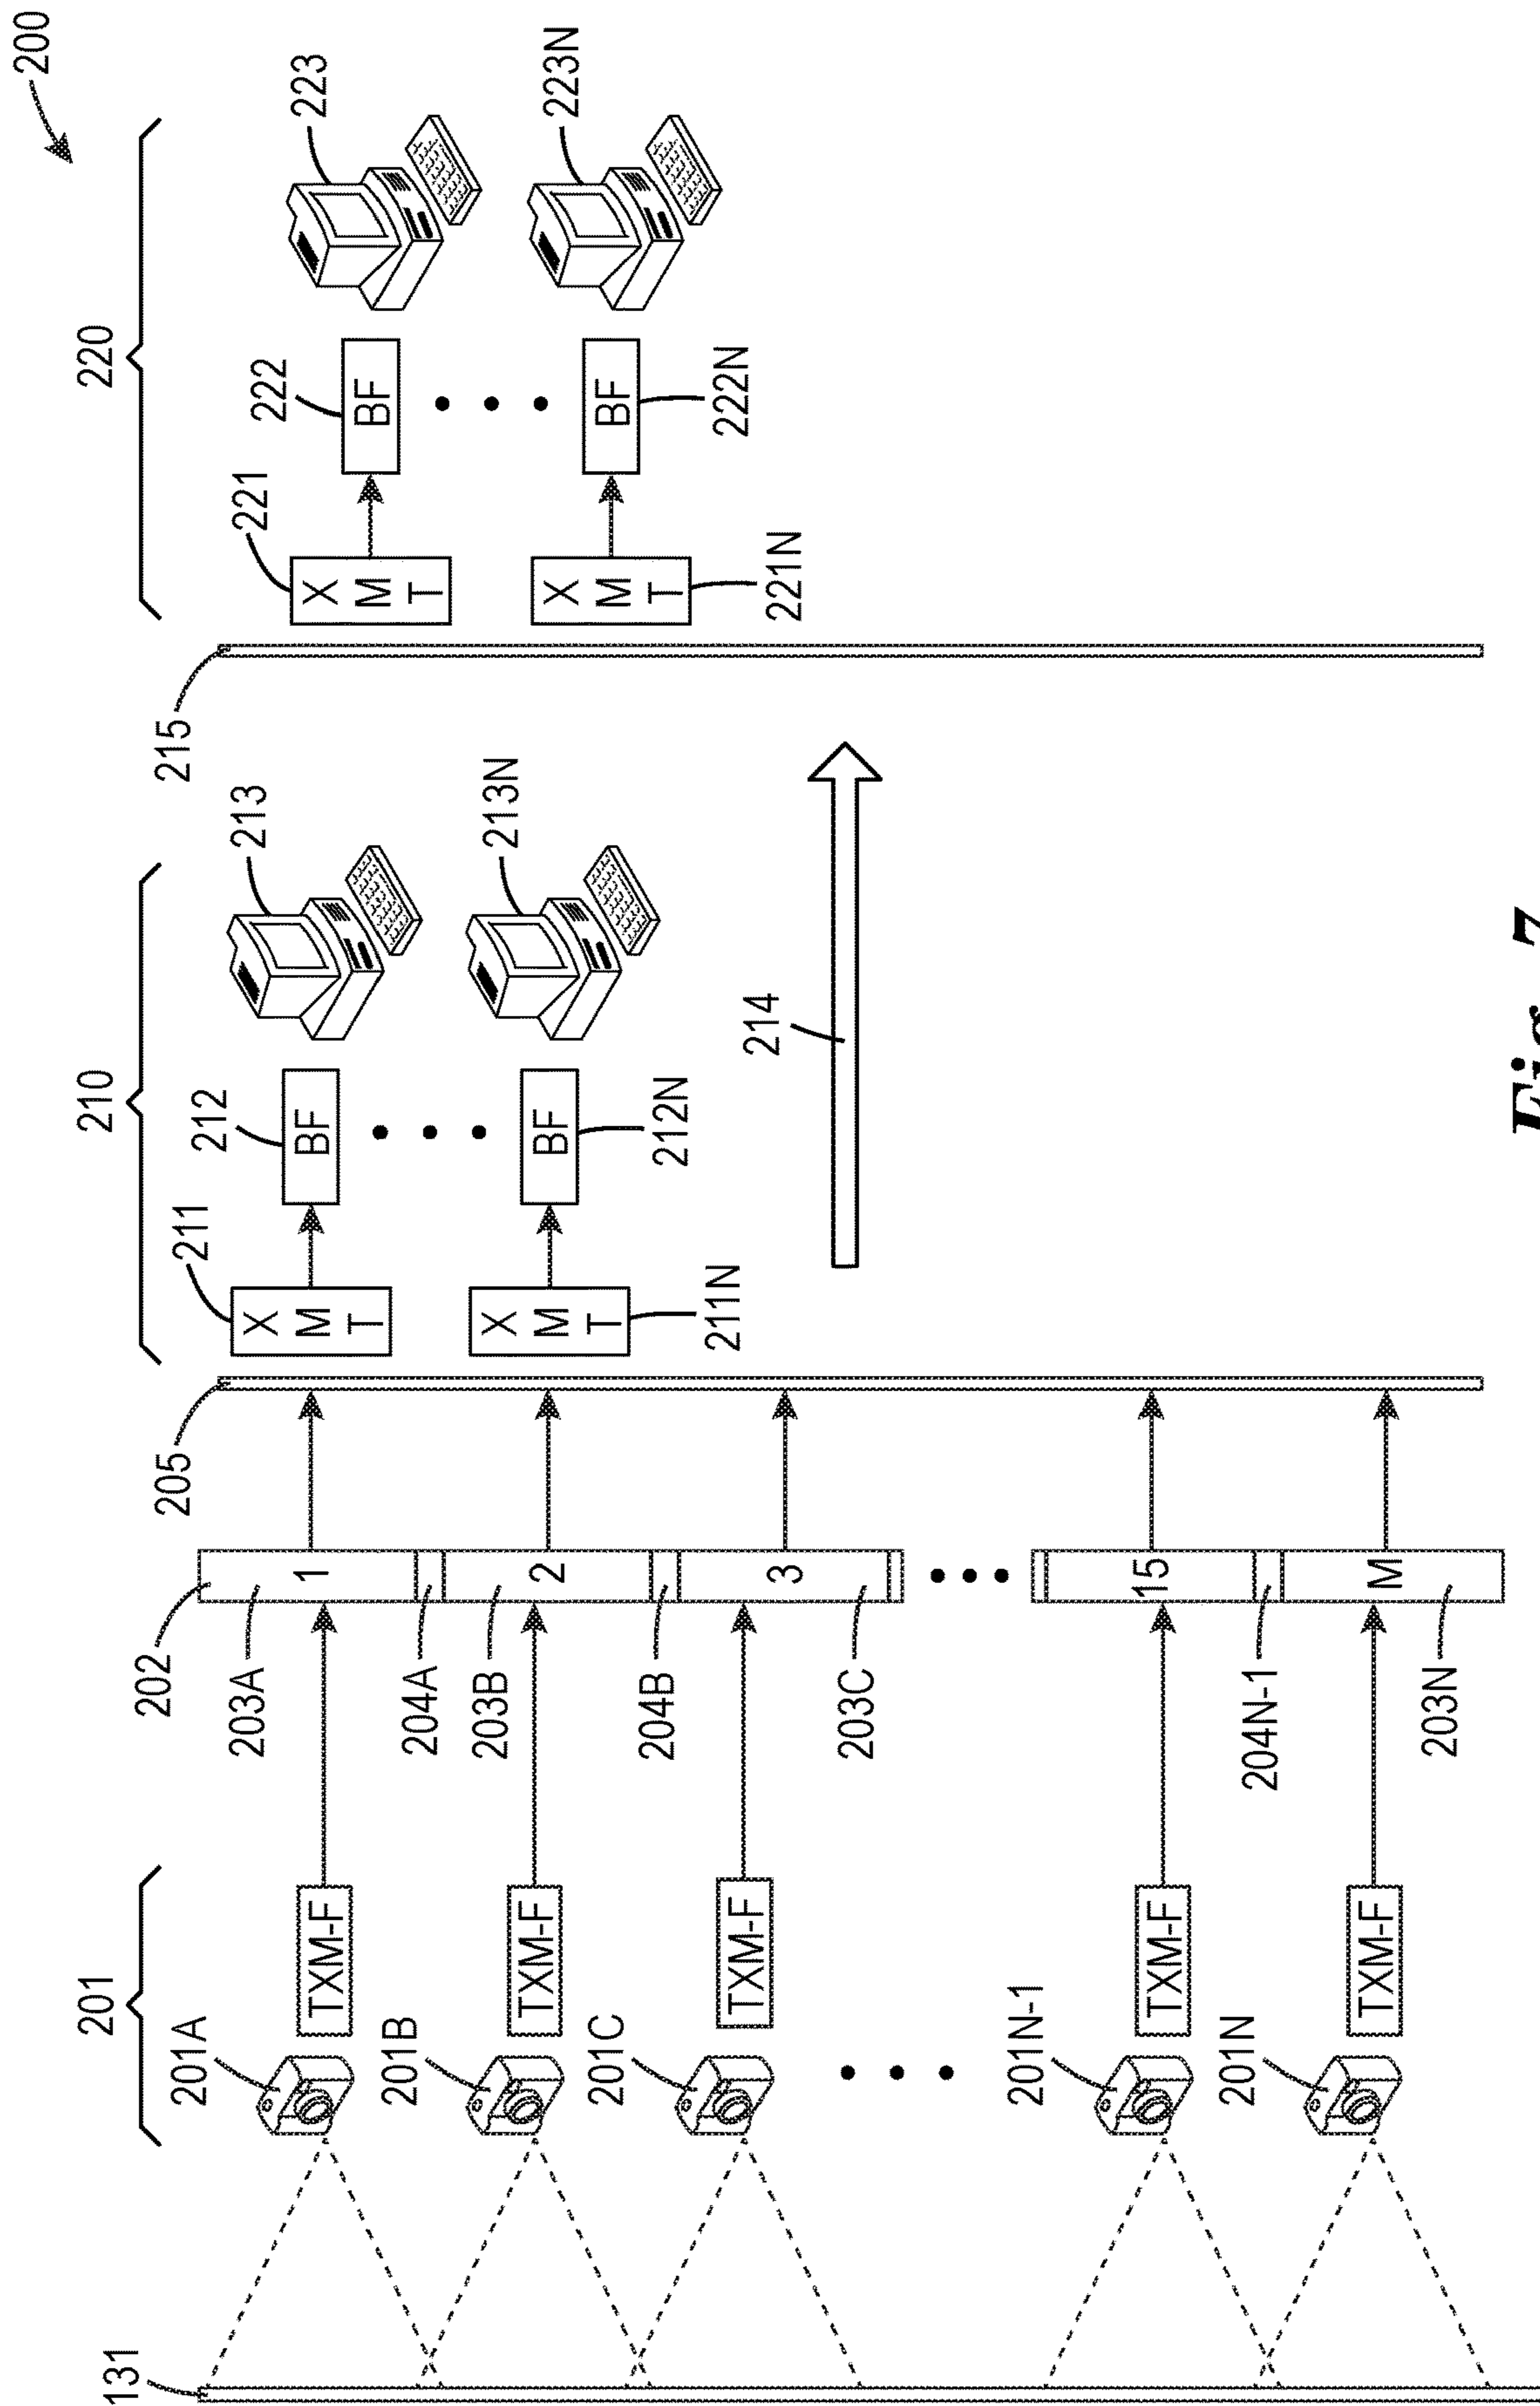 200
201
210
220
131
201A
201B
201C
201N-1
201N
TXM-F
TXM-F
TXM-F
TXM-F
TXM-F
202
203A
204A
203B
204B
203C
204N-1
203N
1
2
3
15
M
205
211
X
M
T
212
BF
213
211N
X
M
T
212N
BF
213N
214
215
221
X
M
T
222
BF
223
221N
X
M
T
222N
BF
223N
Fig. 7